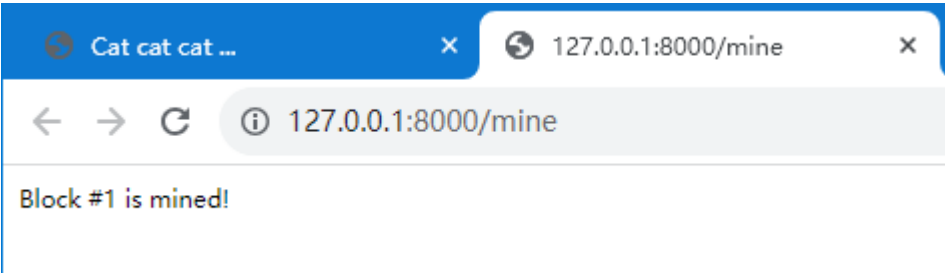 Cat cat cat ...
127.0.0.1:8000/mine
127.0.0.1:8000/mine
Block #1 is mined!